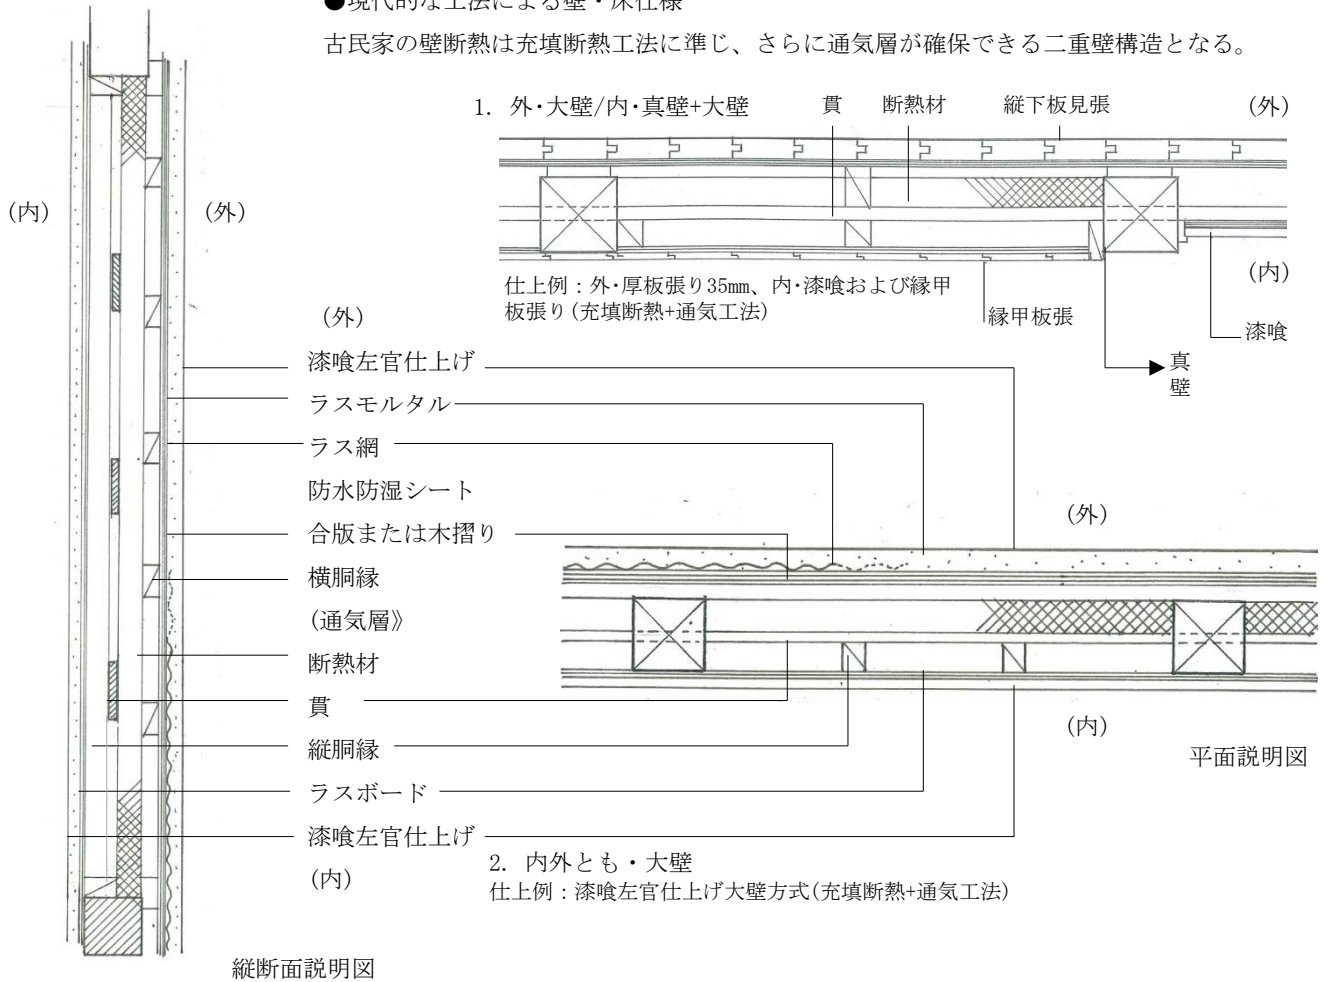 ●現代的な工法による壁・床仕様
古民家の壁断熱は充填断熱工法に準じ、さらに通気層が確保できる二重壁構造となる。
1. 外・大壁/内・真壁+大壁
貫
断熱材
縦下板見張
(外)
(内)
(外)
(内)
仕上例：外・厚板張り35mm、内・漆喰および縁甲
板張り(充填断熱+通気工法)
縁甲板張
漆喰
真
壁
(外)
漆喰左官仕上げ
ラスモルタル
ラス網
防水防湿シート
合版または木摺り
横胴縁
(通気層》
断熱材
貫
縦胴縁
ラスボード
漆喰左官仕上げ
(内)
(外)
(内)
平面説明図
2. 内外とも・大壁
仕上例：漆喰左官仕上げ大壁方式(充填断熱+通気工法)
縦断面説明図